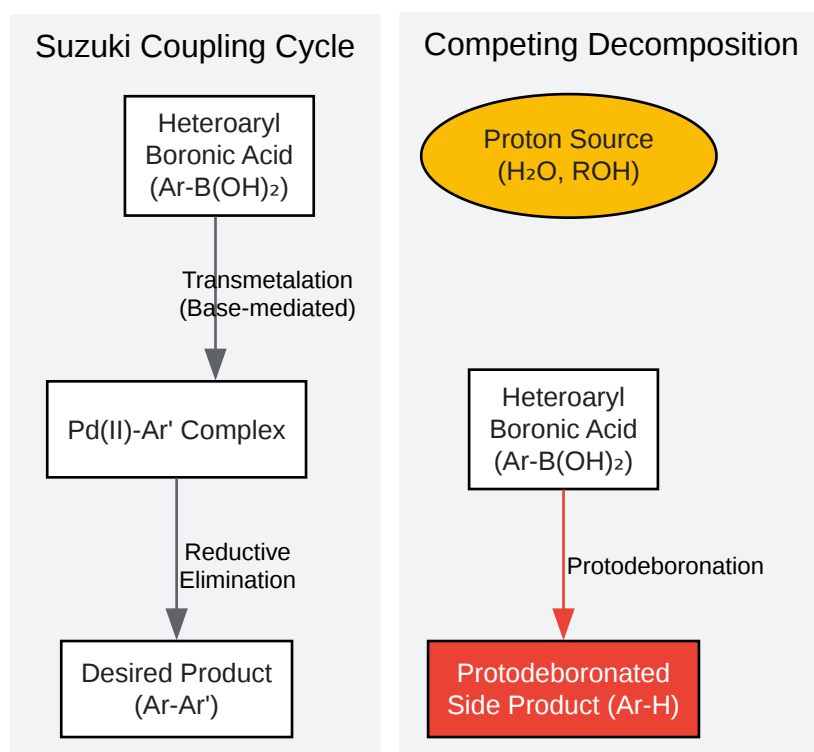 Suzuki Coupling Cycle
Heteroaryl
Boronic Acid
(Ar-B(OH)₂)
Transmetalation
(Base-mediated)
Pd(II)-Ar' Complex
Reductive
Elimination
Desired Product
(Ar-Ar')
Competing Decomposition
Proton Source
(H₂O, ROH)
Heteroaryl
Boronic Acid
(Ar-B(OH)₂)
Protodeboronation
Protodeboronated
Side Product (Ar-H)